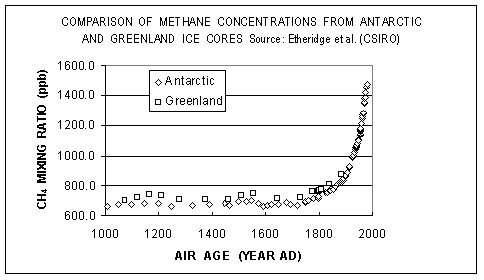 COMPARISON OF METHANE CONCENTRATIONS FROM ANTARCTIC
AND GREENLAND ICE CORES Source: Etheridge et al. (CSIRO)
CH₄ MIXING RATIO (ppb)
1600.0
1400.0
1200.0
1000.0
800.0
600.0
Antarctic
Greenland
1000 1200 1400 1600 1800 2000
AIR AGE (YEAR AD)